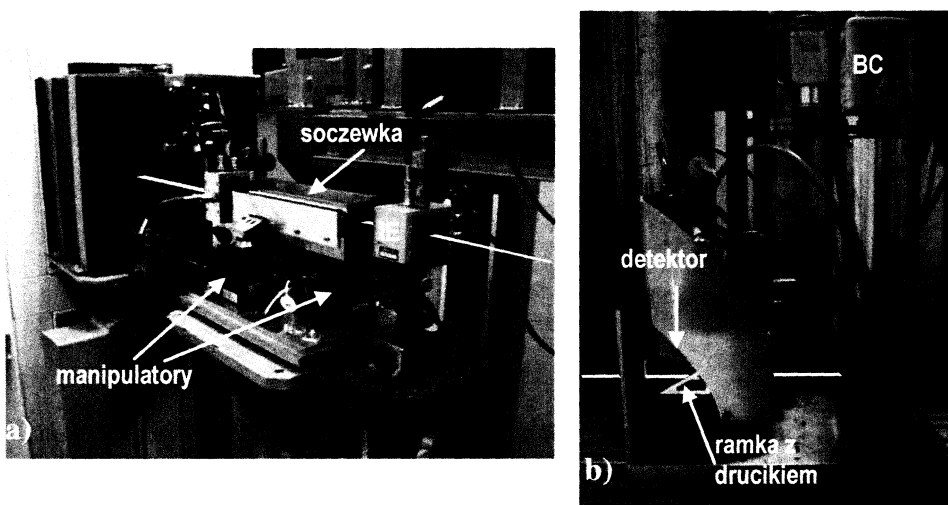 soczewka
manipulatory
a)
BC
detektor
ramka z
drucikiem
b)